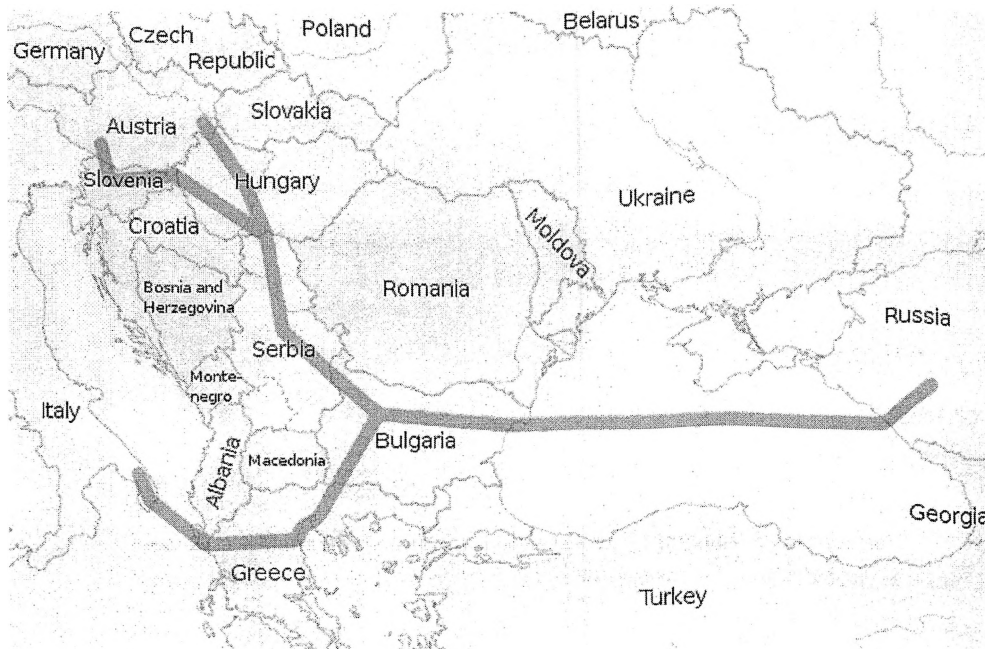 Belarus
Poland
Czech
Republic
Germany
Slovakia
Austria
Slovenia
Hungary
Ukraine
Croatia
Moldova
Bosnia and
Herzegovina
Romania
Russia
Serbia
Monte-
negro
Italy
Bulgaria
Albania
Macedonia
Georgia
Greece
Turkey